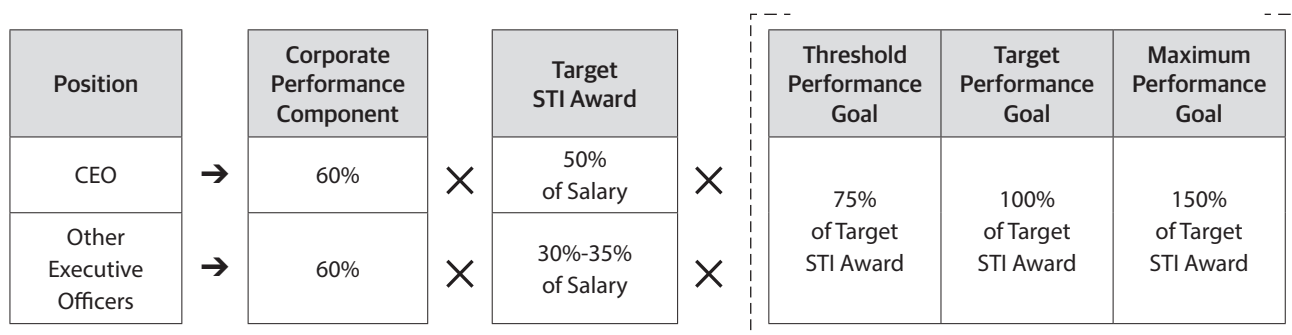 Position
Corporate
Performance
Component
Target
STI Award
Threshold
Performance
Goal
Target
Performance
Goal
Maximum
Performance
Goal
CEO
➔
60%
×
50%
of Salary
×
75%
of Target
STI Award
100%
of Target
STI Award
150%
of Target
STI Award
Other
Executive
Officers
➔
60%
×
30%-35%
of Salary
×